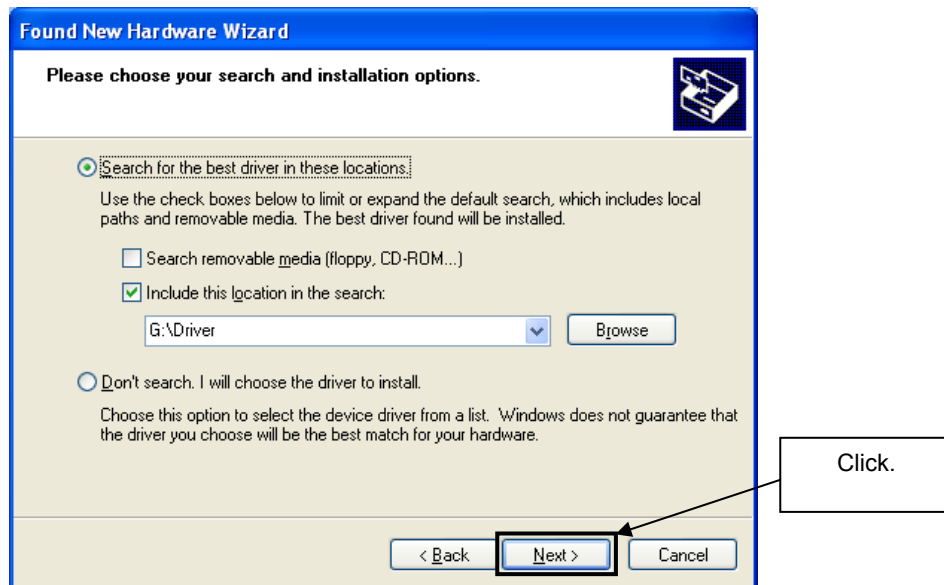 Found New Hardware Wizard
Please choose your search and installation options.
Search for the best driver in these locations.
Use the check boxes below to limit or expand the default search, which includes local
paths and removable media. The best driver found will be installed.
Search removable media (floppy, CD-ROM...)
Include this location in the search:
G:\Driver
Browse
Don't search. I will choose the driver to install.
Choose this option to select the device driver from a list. Windows does not guarantee that
the driver you choose will be the best match for your hardware.
Click.
< Back
Next >
Cancel